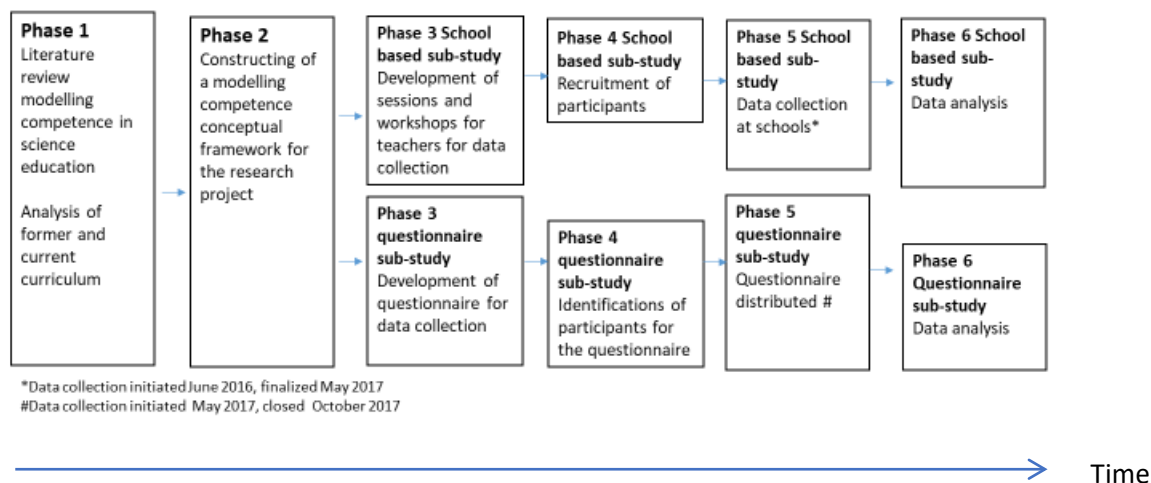 Phase 1
Literature
review
modelling
competence in
science
education
Analysis of
former and
current
curriculum
Phase 2
Constructing of
a modelling
competence
conceptual
framework for
the research
project
Phase 3 School
based sub-study
Development of
sessions and
workshops for
teachers for data
collection
Phase 4 School
based sub-study
Recruitment of
participants
Phase 5 School
based sub-
study
Data collection
at schools*
Phase 6 School
based sub-
study
Data analysis
Phase 3
questionnaire
sub-study
Development of
questionnaire for
data collection
Phase 4
questionnaire
sub-study
Identifications of
participants for
the questionnaire
Phase 5
questionnaire
sub-study
Questionnaire
distributed #
Phase 6
Questionnaire
sub-study
Data analysis
*Data collection initiated June 2016, finalized May 2017
#Data collection initiated May 2017, closed October 2017
Time